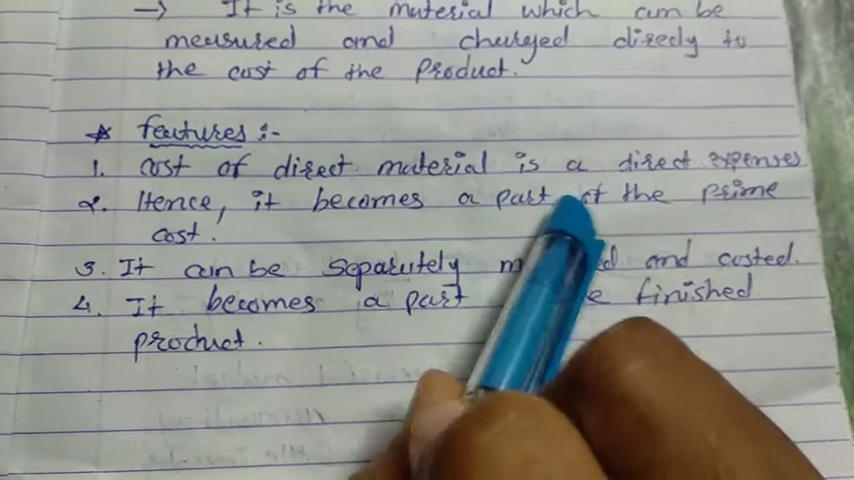 → It is the material which can be
measured and charged direcly to
the cost of the product.
* features :-
1. cost of direct material is a direct expenses
2. Hence, it becomes a part of the prime
cost.
3. It can be separately and costed.
4. It becomes a part finished
product.